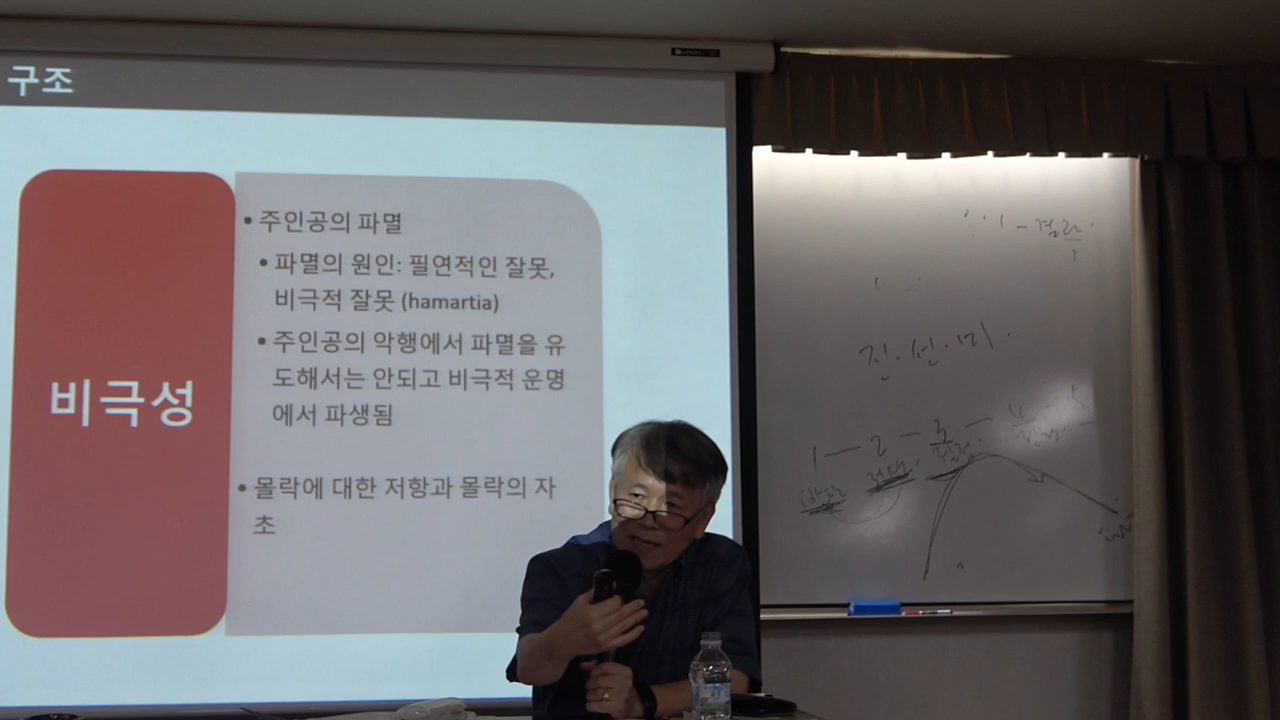 구조
비극성
• 주인공의 파멸
• 파멸의 원인: 필연적인 잘못,
비극적 잘못 (hamartia)
• 주인공의 악행에서 파멸을 유
도해서는 안되고 비극적 운명
에서 파생됨
• 몰락에 대한 저항과 몰락의 자
초
진·선·미·
1 — 2 — 3 — 4 — 5